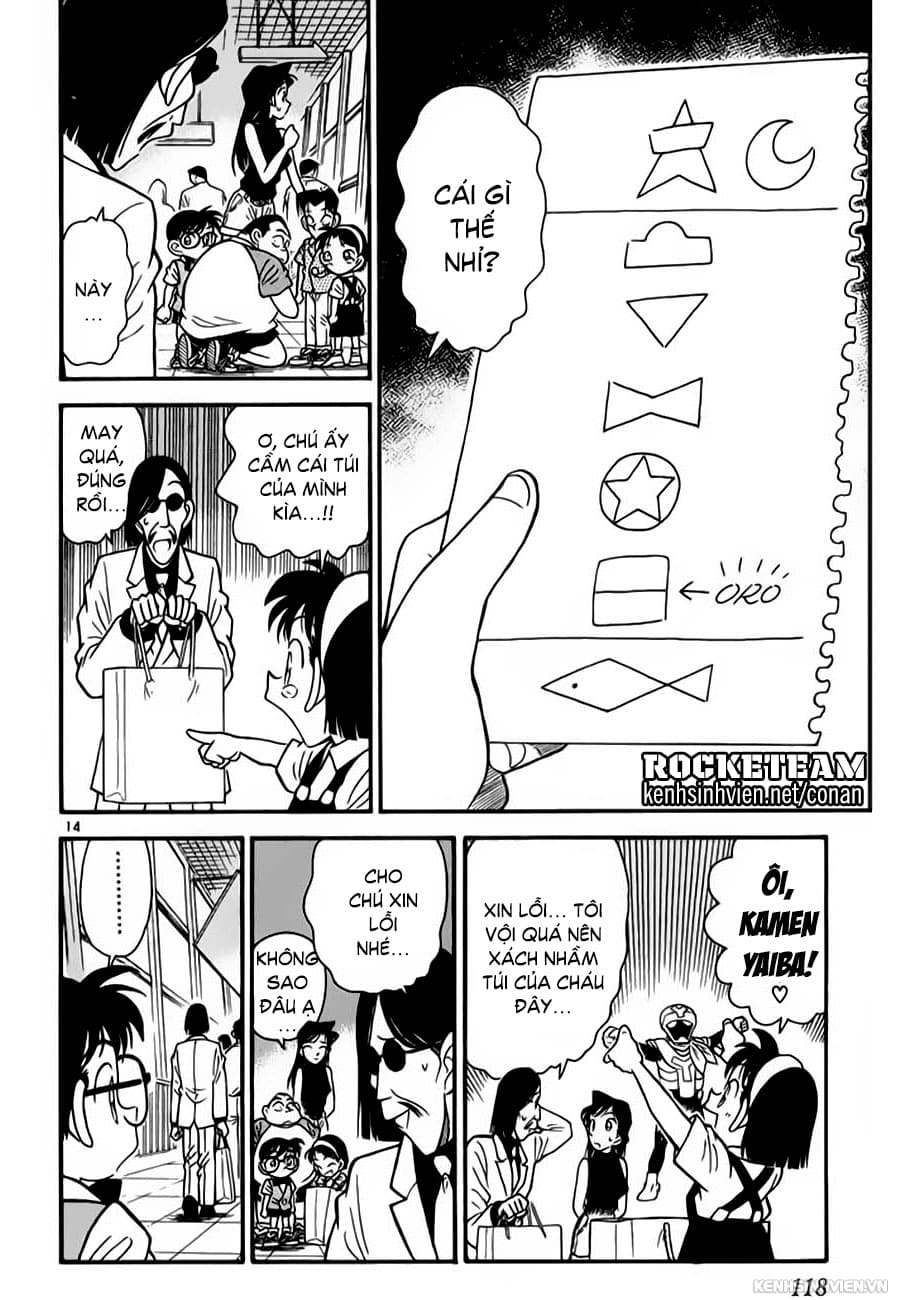 CÁI GÌ
THẾ
NHỈ?
← ORO
NÀY
...
ROCKETEAM
kenhsinhvien.net/conan
Ơ, CHÚ ẤY
CẦM CÁI TÚI
CỦA MÌNH
KÌA...!!
MAY
QUÁ,
ĐÚNG
RỒI...
14
ÔI,
KAMEN
YAIBA!
♡
XIN LỖI... TÔI
VỘI QUÁ NÊN
XÁCH NHẦM
TÚI CỦA CHÁU
ĐÂY...
CHO
CHÚ XIN
LỖI
NHÉ...
KHÔNG
SAO
ĐÂU Ạ
...
.........
118
KENHSINHVIEN.VN